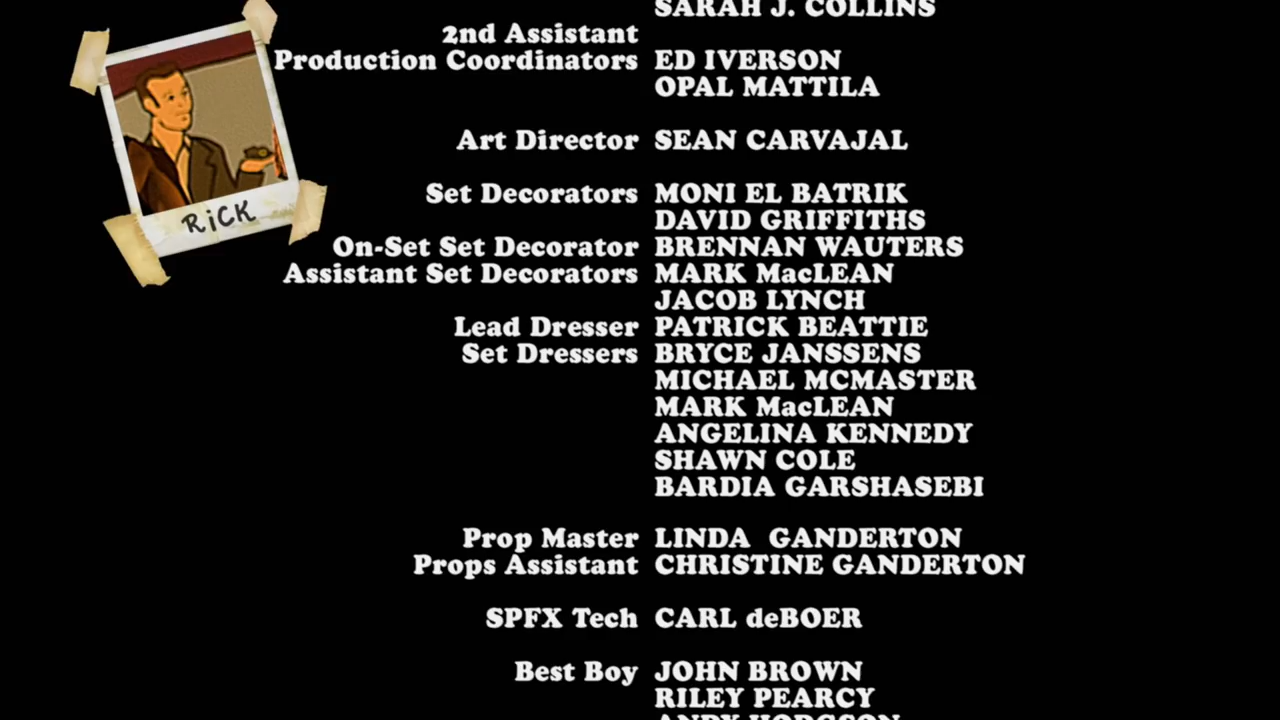 SARAH J. COLLINS
2nd Assistant
Production Coordinators ED IVERSON
OPAL MATTILA
Art Director SEAN CARVAJAL
Set Decorators MONI EL BATRIK
DAVID GRIFFITHS
RiCK
On-Set Set Decorator BRENNAN WAUTERS
Assistant Set Decorators MARK MacLEAN
JACOB LYNCH
Lead Dresser PATRICK BEATTIE
Set Dressers BRYCE JANSSENS
MICHAEL MCMASTER
MARK MacLEAN
ANGELINA KENNEDY
SHAWN COLE
BARDIA GARSHASEBI
Prop Master LINDA  GANDERTON
Props Assistant CHRISTINE GANDERTON
SPFX Tech CARL deBOER
Best Boy JOHN BROWN
RILEY PEARCY
ANDY HODGSON